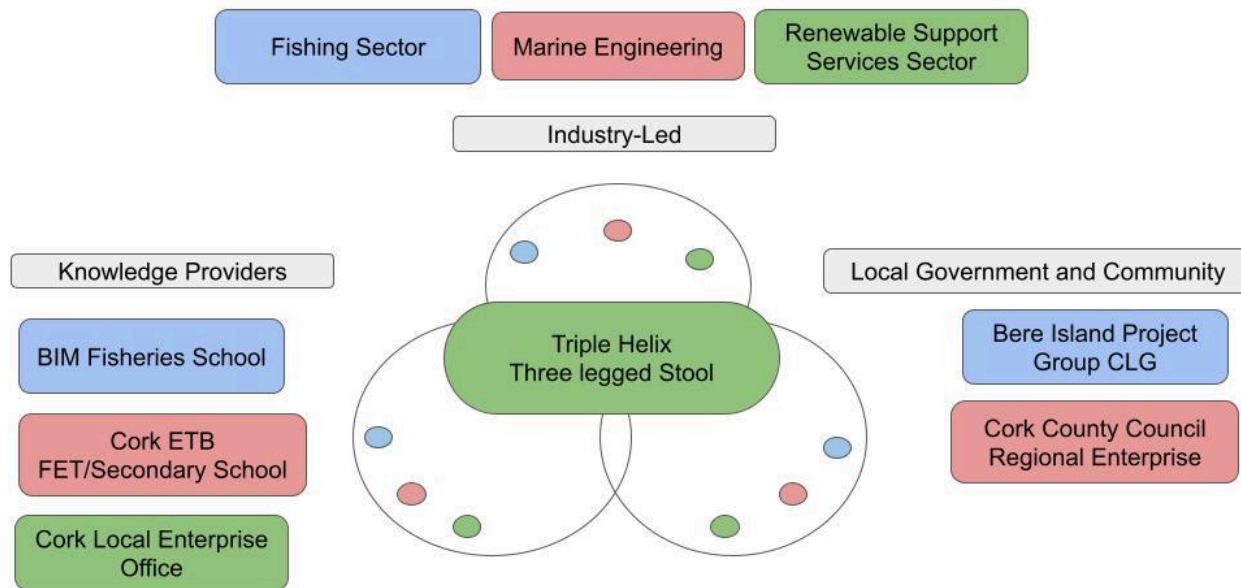 Fishing Sector
Marine Engineering
Renewable Support
Services Sector
Industry-Led
Knowledge Providers
BIM Fisheries School
Cork ETB
FET/Secondary School
Cork Local Enterprise
Office
Triple Helix
Three legged Stool
Local Government and Community
Bere Island Project
Group CLG
Cork County Council
Regional Enterprise